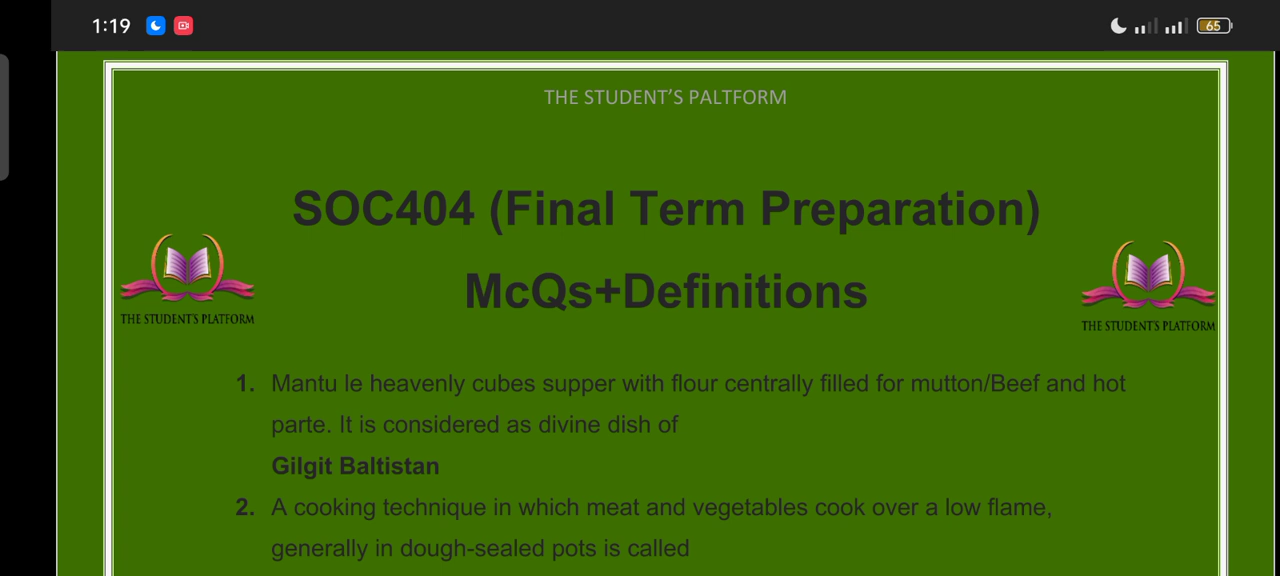 1:19
65
THE STUDENT’S PALTFORM
SOC404 (Final Term Preparation)
McQs+Definitions
THE STUDENT'S PLATFORM
THE STUDENT'S PLATFORM
1. Mantu le heavenly cubes supper with flour centrally filled for mutton/Beef and hot
parte. It is considered as divine dish of
Gilgit Baltistan
2. A cooking technique in which meat and vegetables cook over a low flame,
generally in dough-sealed pots is called